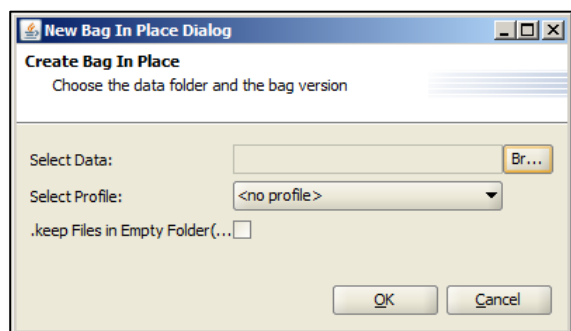 New Bag In Place Dialog
Create Bag In Place
Choose the data folder and the bag version
Select Data:
Br...
Select Profile:
<no profile>
.keep Files in Empty Folder(...
OK
Cancel